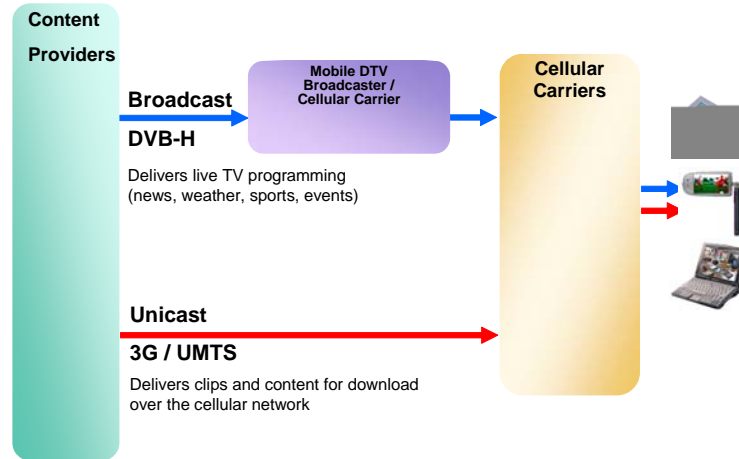 Content
Providers
Mobile DTV
Broadcaster /
Cellular Carrier
Cellular
Carriers
Broadcast
DVB-H
Delivers live TV programming
(news, weather, sports, events)
Unicast
3G / UMTS
Delivers clips and content for download
over the cellular network